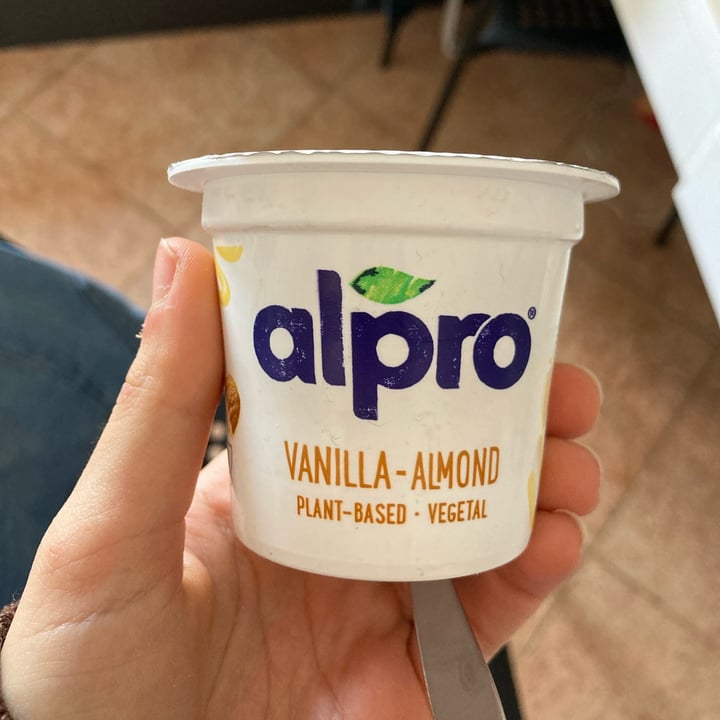 alpro®
VANILLA-ALMOND
PLANT-BASED · VEGETAL